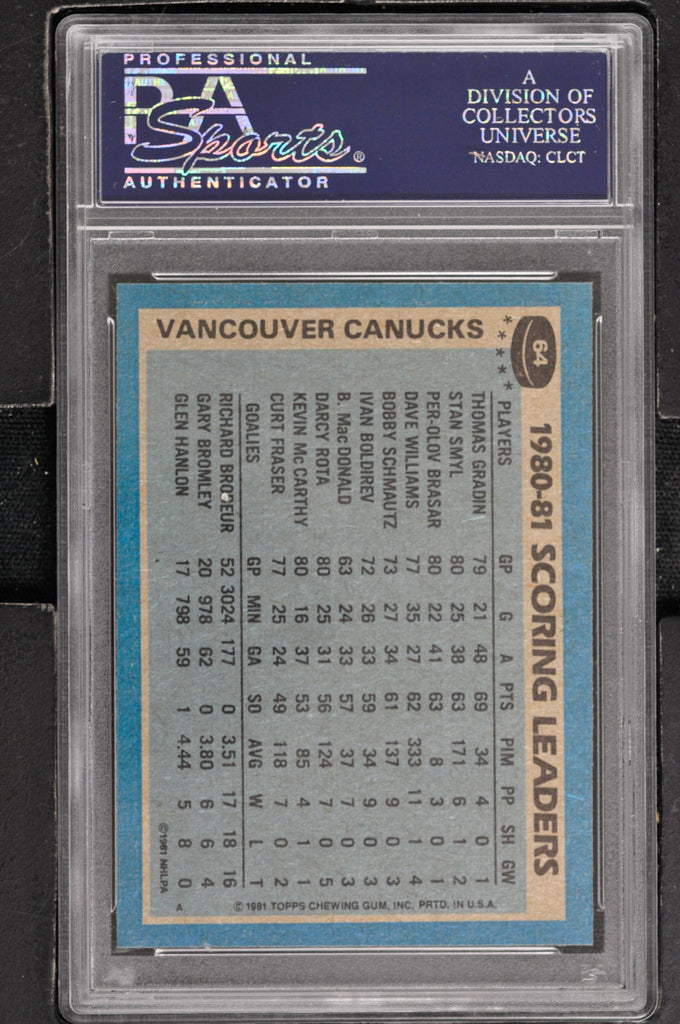 PROFESSIONAL
PSA
AUTHE
Sports®
AUTHENTICATOR
A
DIVISION OF
COLLECTORS
UNIVERSE
NASDAQ: CLCT
VANCOUVER CANUCKS
64
1980-81 SCORING LEADERS
PLAYERS GP G A PTS PIM PP SH GW
THOMAS GRADIN 79 21 48 69 34 4 0 1
STAN SMYL 80 25 38 63 171 6 1 2
PER-OLOV BRASAR 80 22 41 63 8 3 0 1
DAVE WILLIAMS 77 35 27 62 333 11 1 4
BOBBY SCHMAUTZ 73 27 34 61 137 9 0 3
IVAN BOLDIREV 72 26 33 59 34 9 0 3
B. MacDONALD 63 24 33 57 37 7 0 3
DARCY ROTA 80 25 31 56 124 7 0 5
KEVIN McCARTHY 80 16 37 53 85 4 1 1
CURT FRASER 77 25 24 49 118 7 0 2
GOALIES GP MIN GA SO AVG W L T
RICHARD BRODEUR 52 3024 177 0 3.51 17 18 16
GARY BROMLEY 20 978 62 0 3.80 6 6 4
GLEN HANLON 17 798 59 1 4.44 5 8 0
©1981 NHLPA
© 1981 TOPPS CHEWING GUM, INC. PRTD. IN U.S.A.
A